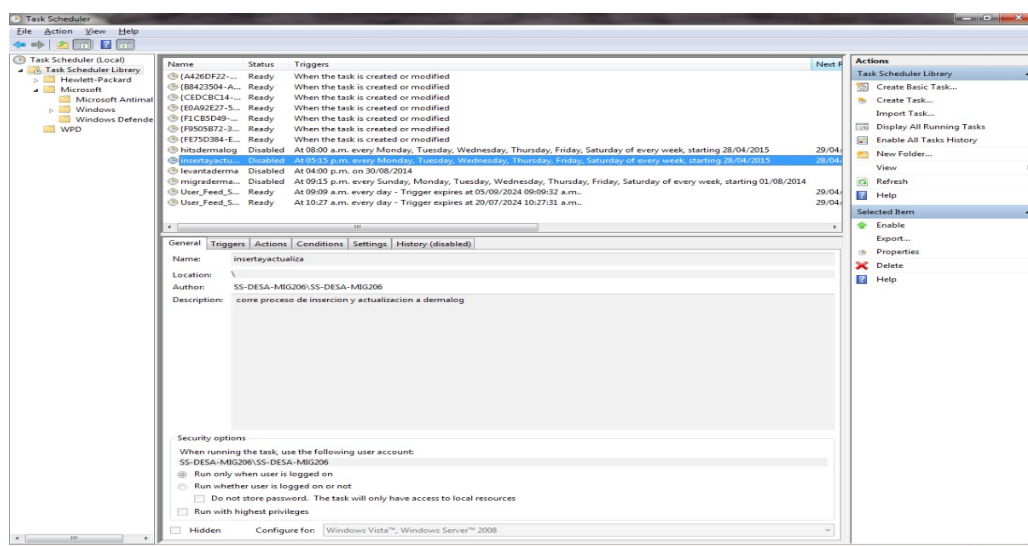 Task Scheduler
File Action View Help
Task Scheduler (Local)
Task Scheduler Library
Hewlett-Packard
Microsoft
Microsoft Antimal
Windows
Windows Defende
WPD
Name Status Triggers Next R
{A426DF22-... Ready When the task is created or modified
{B8423504-A... Ready When the task is created or modified
{CEDCBC14-... Ready When the task is created or modified
{E0A92E27-5... Ready When the task is created or modified
{F1CB5D49-... Ready When the task is created or modified
{F9505B72-3... Ready When the task is created or modified
{FE75D384-E... Ready When the task is created or modified
hitsdermalog Disabled At 08:00 a.m. every Monday, Tuesday, Wednesday, Thursday, Friday, Saturday of every week, starting 28/04/2015 29/04/
insertayactu... Disabled At 05:15 p.m. every Monday, Tuesday, Wednesday, Thursday, Friday, Saturday of every week, starting 28/04/2015 28/04/
levantaderma Disabled At 04:00 p.m. on 30/08/2014
migraderma... Disabled At 09:15 p.m. every Sunday, Monday, Tuesday, Wednesday, Thursday, Friday, Saturday of every week, starting 01/08/2014
User_Feed_S... Ready At 09:09 a.m. every day - Trigger expires at 05/09/2024 09:09:32 a.m.. 29/04/
User_Feed_S... Ready At 10:27 a.m. every day - Trigger expires at 20/07/2024 10:27:31 a.m.. 29/04/
General Triggers Actions Conditions Settings History (disabled)
Name: insertayactualiza
Location: \
Author: SS-DESA-MIG206\SS-DESA-MIG206
Description: corre proceso de insercion y actualizacion a dermalog
Security options
When running the task, use the following user account:
SS-DESA-MIG206\SS-DESA-MIG206
Run only when user is logged on
Run whether user is logged on or not
Do not store password. The task will only have access to local resources
Run with highest privileges
Hidden Configure for: Windows Vista™, Windows Server™ 2008
Actions
Task Scheduler Library
Create Basic Task...
Create Task...
Import Task...
Display All Running Tasks
Enable All Tasks History
New Folder...
View
Refresh
Help
Selected Item
Enable
Export...
Properties
Delete
Help